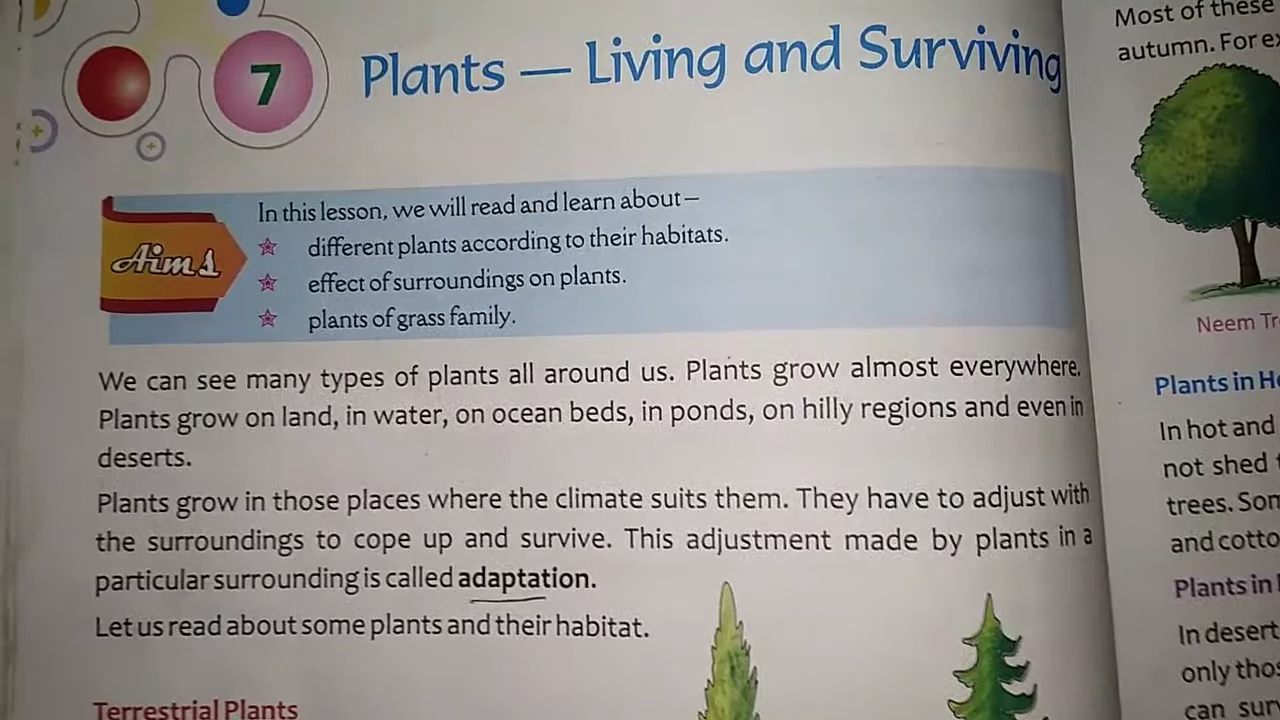 7
Plants — Living and Surviving
Aims
In this lesson, we will read and learn about—
different plants according to their habitats.
effect of surroundings on plants.
plants of grass family.
We can see many types of plants all around us. Plants grow almost everywhere.
Plants grow on land, in water, on ocean beds, in ponds, on hilly regions and even in
deserts.
Plants grow in those places where the climate suits them. They have to adjust with
the surroundings to cope up and survive. This adjustment made by plants in a
particular surrounding is called adaptation.
Let us read about some plants and their habitat.
Terrestrial Plants
Most of these
autumn. For
Neem
Plants in
In hot and
not shed
trees.
and
Plants in
In desert
only
can